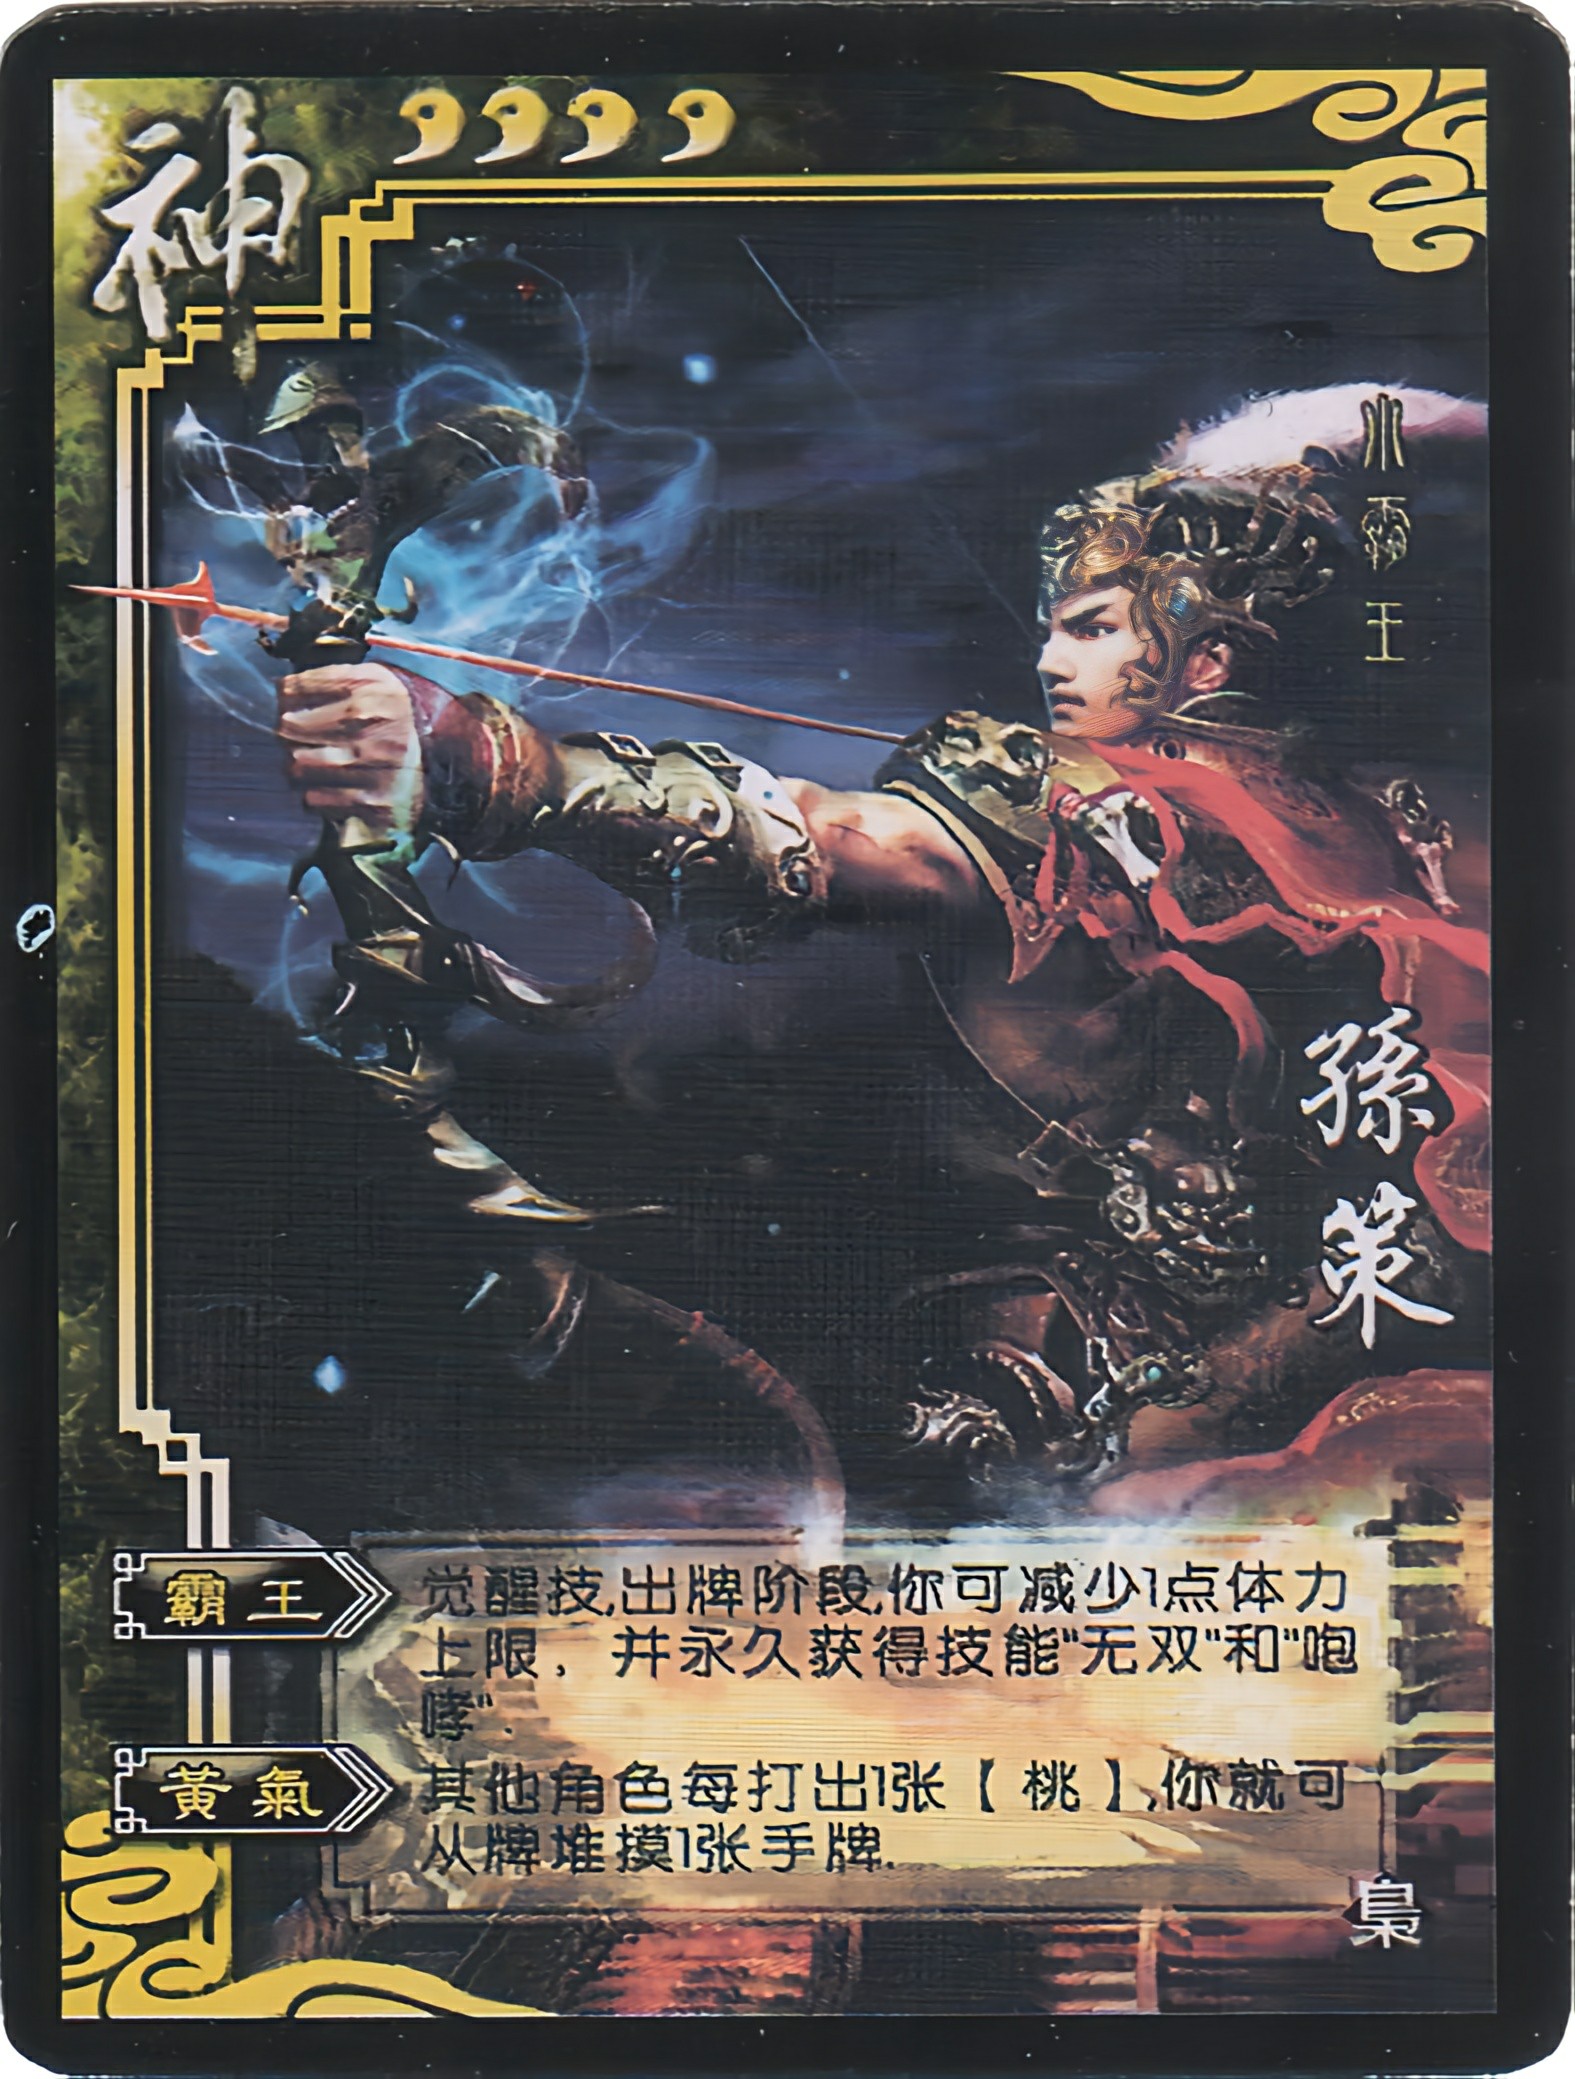 神
小霸王
孫策
霸王
觉醒技,出牌阶段,你可减少1点体力
上限，并永久获得技能"无双"和"咆
哮".
黃氣
其他角色每打出1张【桃】,你就可
从牌堆摸1张手牌.
梟